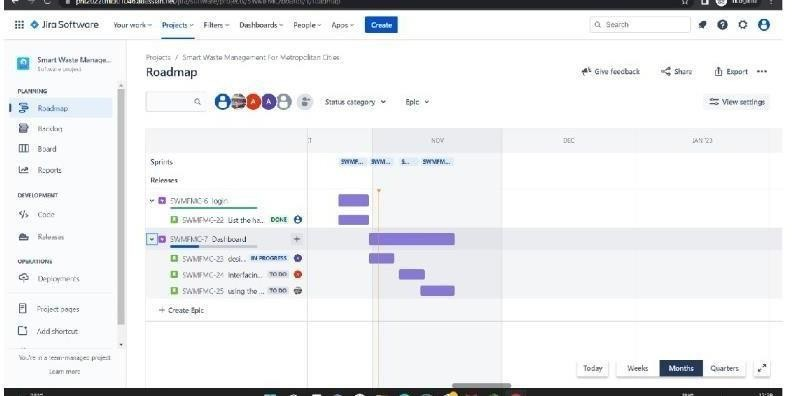 Jira Software
Your work
Projects
Filters
Dashboards
People
Apps
Create
Search
Smart Waste Manage...
Software project
PLANNING
Roadmap
Backlog
Board
Reports
DEVELOPMENT
Code
Releases
OPERATIONS
Deployments
Project pages
Add shortcut
You're in a team-managed project
Learn more
Projects / Smart Waste Management For Metropolitan Cities
Roadmap
Give feedback
Share
Export
A A
Status category
Epic
View settings
NOV DEC JAN '23
Sprints SWMF... SWM... S... SWMFM...
Releases
SWMFMC-6 login
SWMFMC-22 List the ha... DONE
SWMFMC-7 Dashboard
SWMFMC-23 desi... IN PROGRESS
SWMFMC-24 Interfacin... TO DO
SWMFMC-25 using the ... TO DO
+ Create Epic
Today Weeks Months Quarters